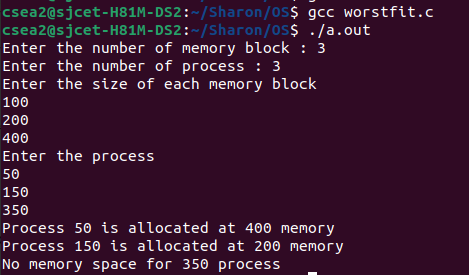 csea2@sjcet-H81M-DS2:~/Sharon/OS$ gcc worstfit.c
csea2@sjcet-H81M-DS2:~/Sharon/OS$ ./a.out
Enter the number of memory block : 3
Enter the number of process : 3
Enter the size of each memory block
100
200
400
Enter the process
50
150
350
Process 50 is allocated at 400 memory
Process 150 is allocated at 200 memory
No memory space for 350 process